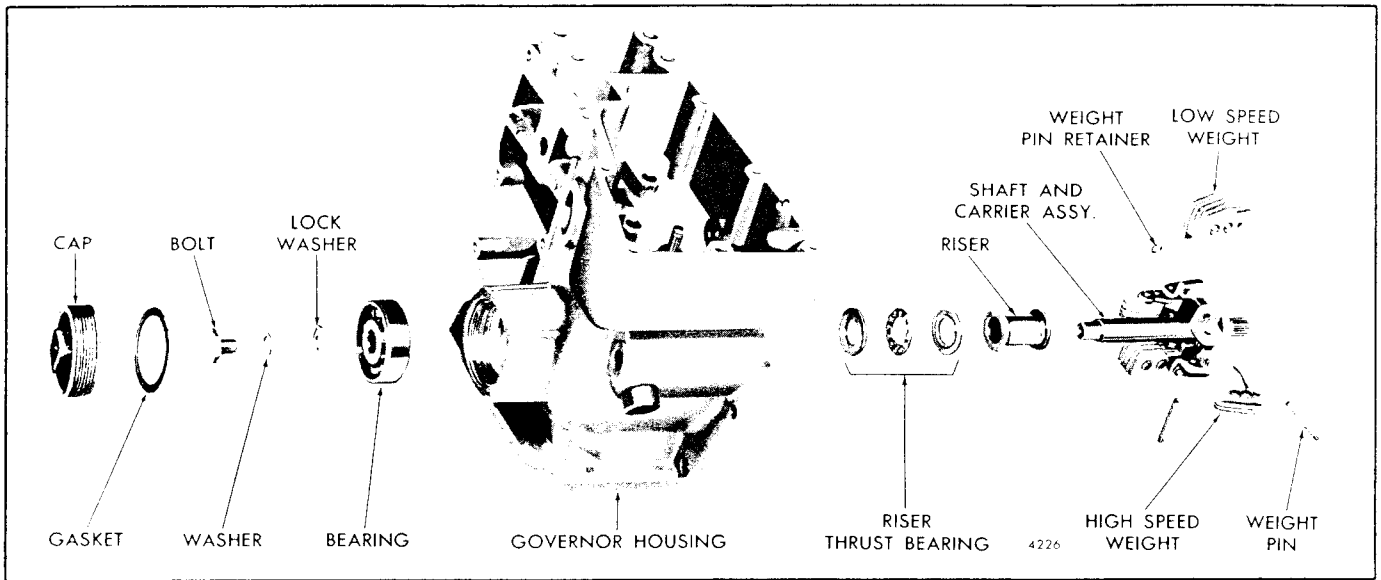 WEIGHT
PIN RETAINER
LOW SPEED
WEIGHT
SHAFT AND
CARRIER ASSY.
RISER
LOCK
WASHER
BOLT
CAP
GASKET
WASHER
BEARING
GOVERNOR HOUSING
RISER
THRUST BEARING
4226
HIGH SPEED
WEIGHT
WEIGHT
PIN